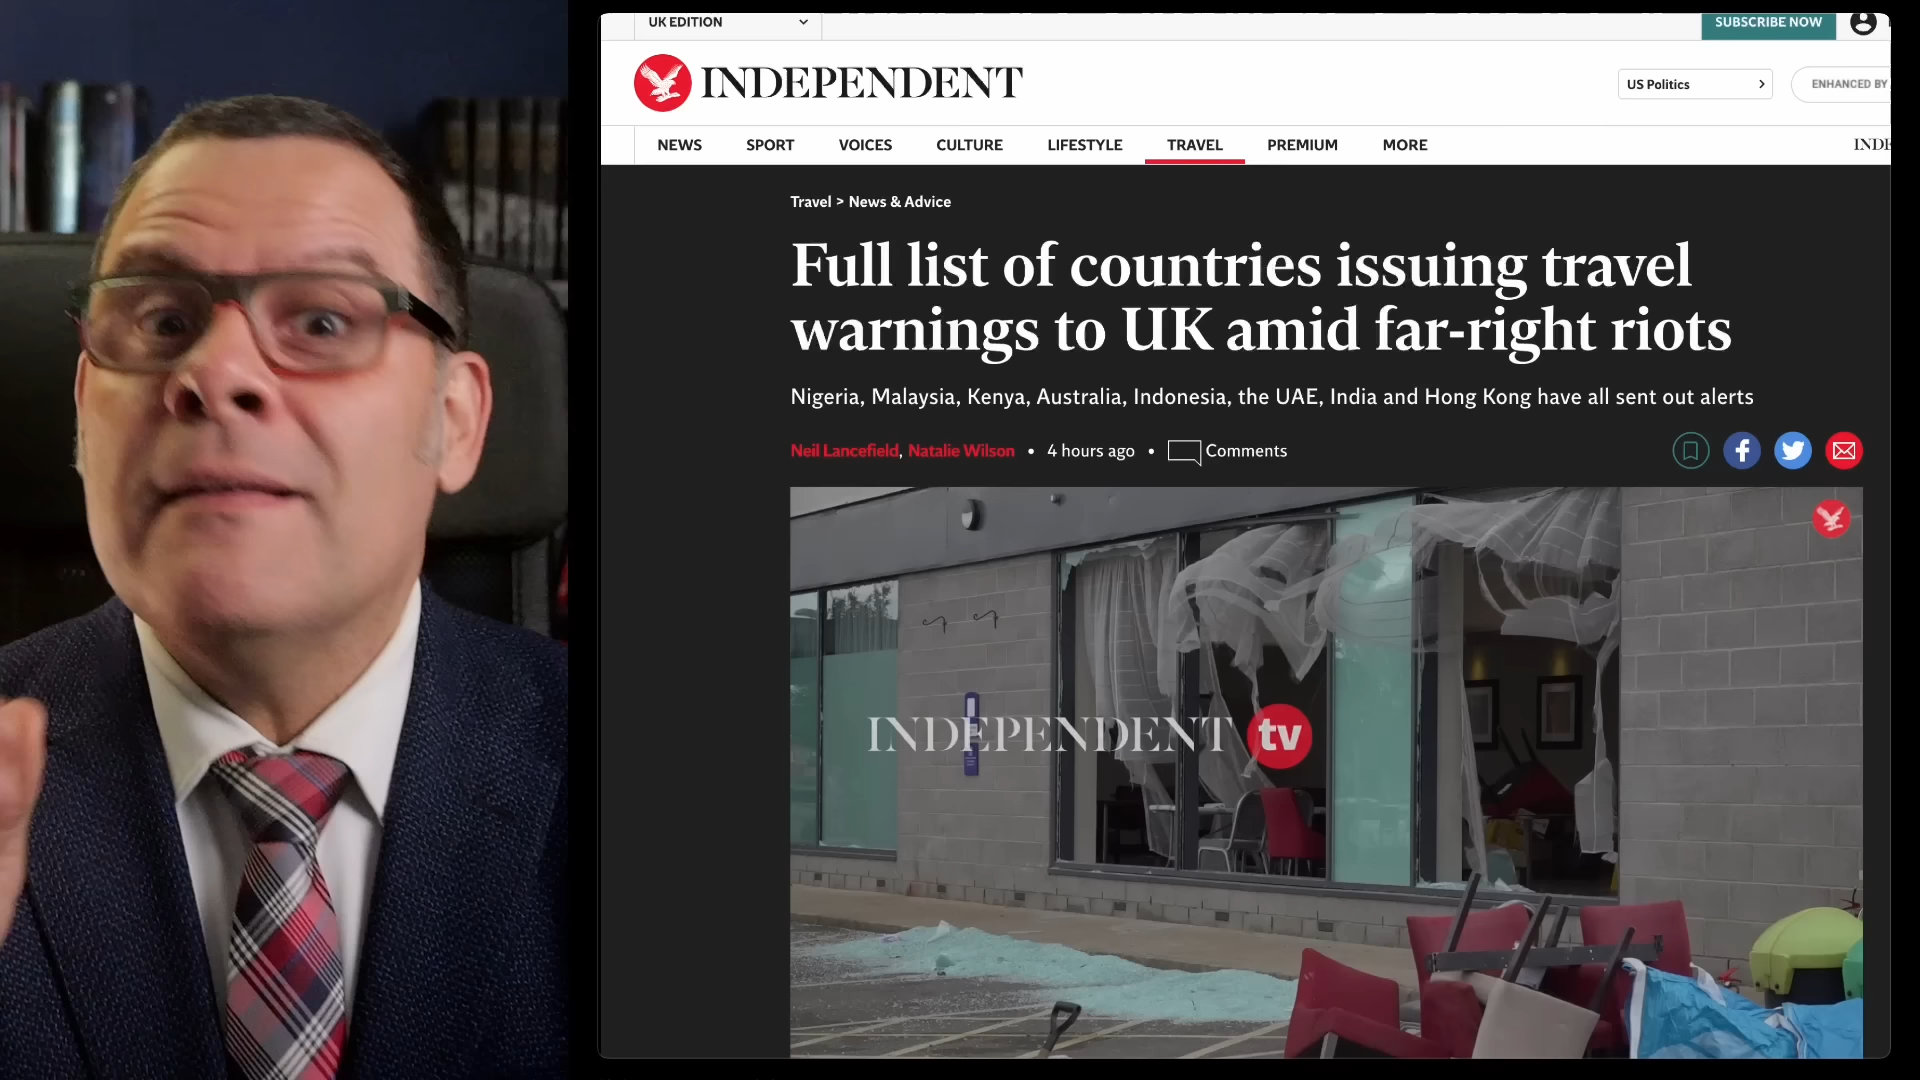 UK EDITION
SUBSCRIBE NOW
INDEPENDENT
US Politics
ENHANCED BY
NEWS SPORT VOICES CULTURE LIFESTYLE TRAVEL PREMIUM MORE
Travel > News & Advice
Full list of countries issuing travel
warnings to UK amid far-right riots
Nigeria, Malaysia, Kenya, Australia, Indonesia, the UAE, India and Hong Kong have all sent out alerts
Neil Lancefield, Natalie Wilson • 4 hours ago • Comments
INDEPENDENT tv